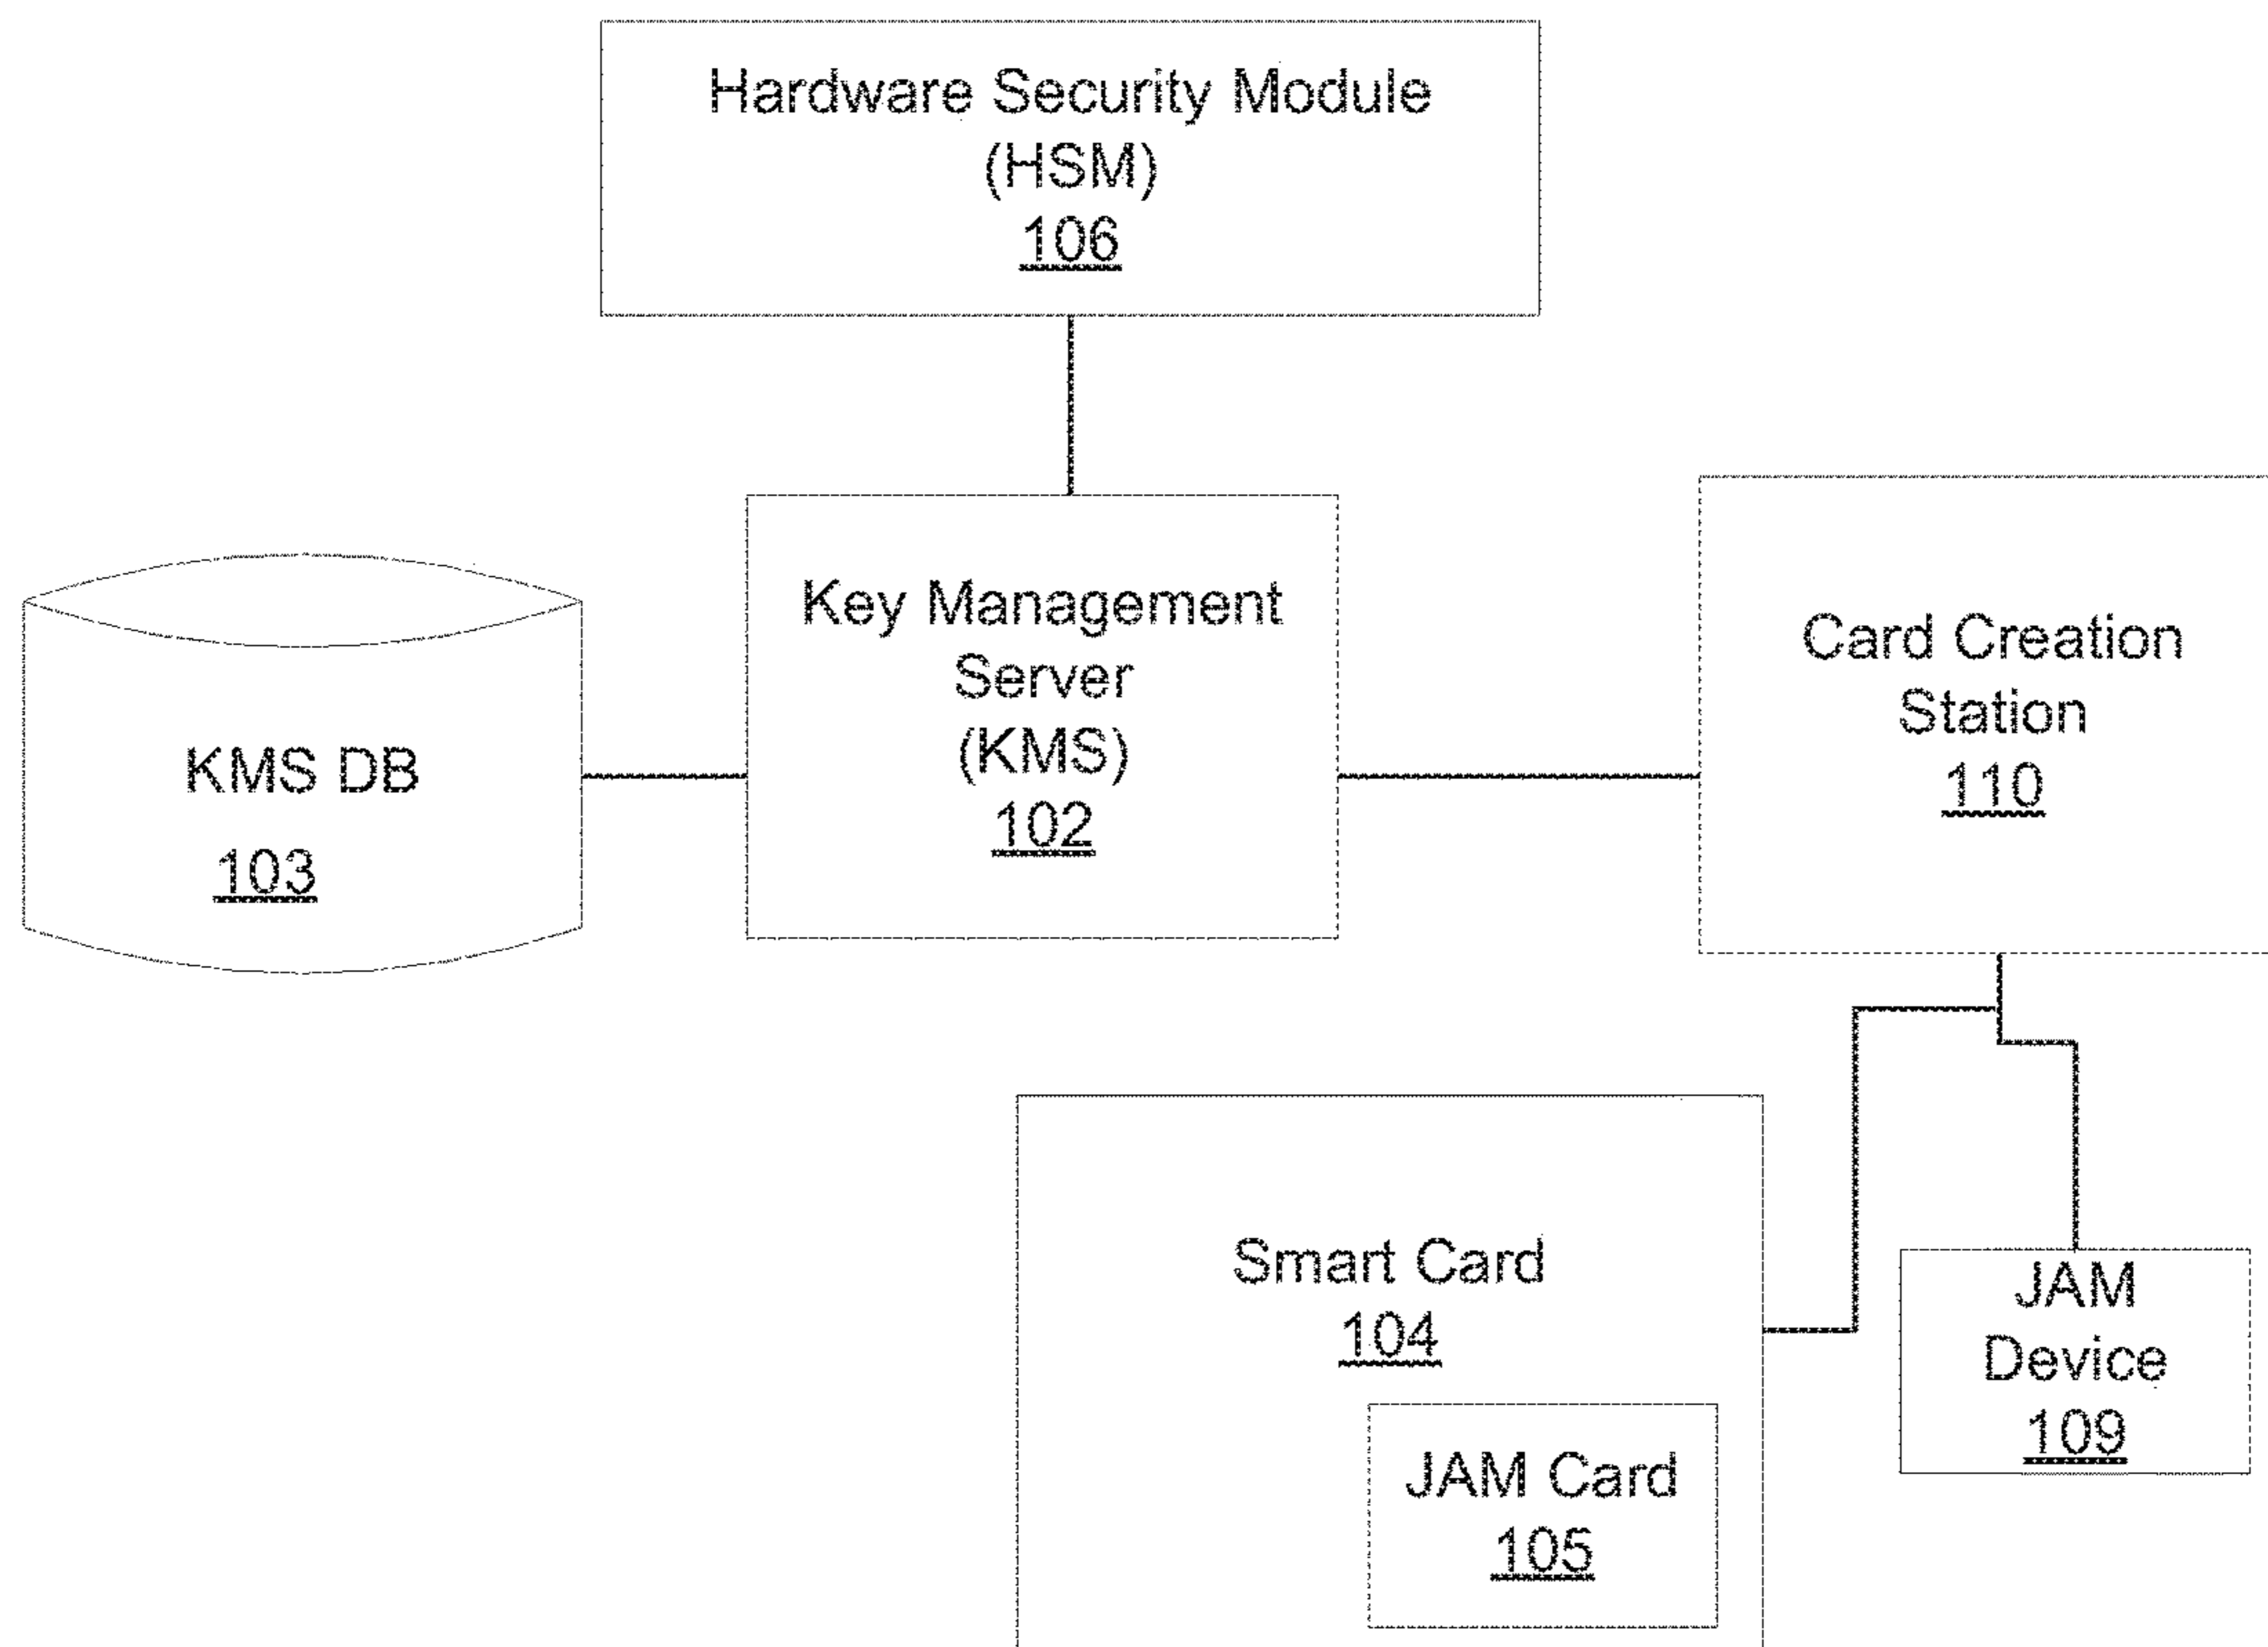 Hardware Security Module
(HSM)
106
Key Management
Server
(KMS)
102
KMS DB
103
Card Creation
Station
110
Smart Card
104
JAM Card
105
JAM
Device
109